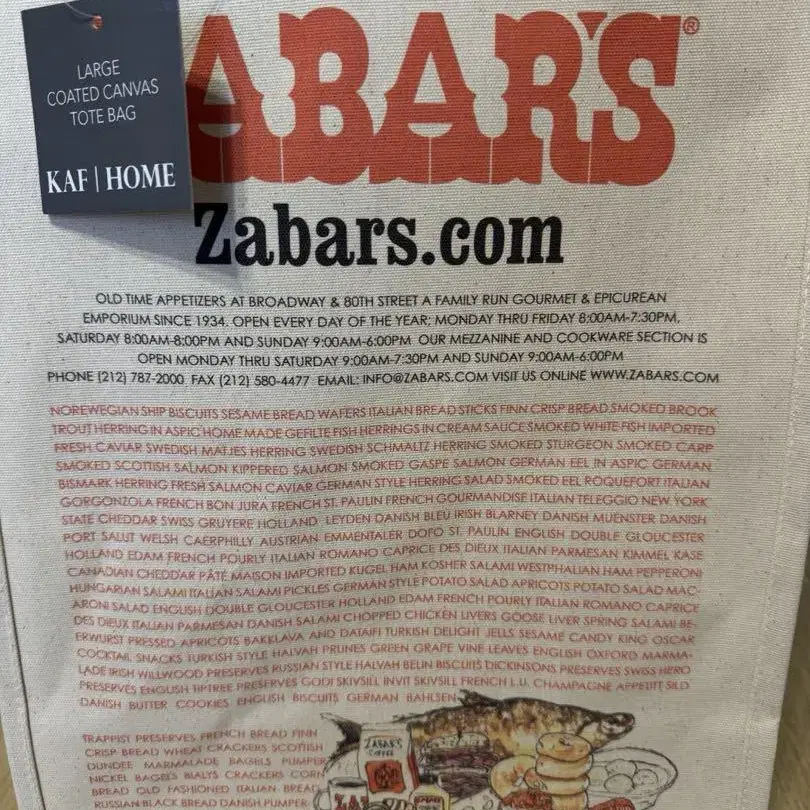 LARGE
COATED CANVAS
TOTE BAG
KAF | HOME
ABAR'S®
Zabars.com
OLD TIME APPETIZERS AT BROADWAY & 80TH STREET A FAMILY RUN GOURMET & EPICUREAN
EMPORIUM SINCE 1934. OPEN EVERY DAY OF THE YEAR; MONDAY THRU FRIDAY 8:00AM-7:30PM,
SATURDAY 8:00AM-8:00PM AND SUNDAY 9:00AM-6:00PM OUR MEZZANINE AND COOKWARE SECTION IS
OPEN MONDAY THRU SATURDAY 9:00AM-7:30PM AND SUNDAY 9:00AM-6:00PM
PHONE (212) 787-2000 FAX (212) 580-4477 EMAIL: INFO@ZABARS.COM VISIT US ONLINE WWW.ZABARS.COM
NOREWEGIAN SHIP BISCUITS SESAME BREAD WAFERS ITALIAN BREAD STICKS FINN CRISP BREAD SMOKED BROOK
TROUT HERRING IN ASPIC HOME MADE GEFILTE FISH HERRINGS IN CREAM SAUCE SMOKED WHITE FISH IMPORTED
FRESH CAVIAR SWEDISH MATJES HERRING SWEDISH SCHMALTZ HERRING SMOKED STURGEON SMOKED CARP
SMOKED SCOTTISH SALMON KIPPERED SALMON SMOKED GASPE SALMON GERMAN EEL IN ASPIC GERMAN
BISMARK HERRING FRESH SALMON CAVIAR GERMAN STYLE HERRING SALAD SMOKED EEL ROQUEFORT ITALIAN
GORGONZOLA FRENCH BON JURA FRENCH ST. PAULIN FRENCH GOURMANDISE ITALIAN TELEGGIO NEW YORK
STATE CHEDDAR SWISS GRUYERE HOLLAND LEYDEN DANISH BLEU IRISH BLARNEY DANISH MUENSTER DANISH
PORT SALUT WELSH CAERPHILLY AUSTRIAN EMMENTALER DOFO ST. PAULIN ENGLISH DOUBLE GLOUCESTER
HOLLAND EDAM FRENCH POURLY ITALIAN ROMANO CAPRICE DES DIEUX ITALIAN PARMESAN KIMMEL KASE
CANADIAN CHEDDAR PÂTE MAISON IMPORTED KUGEL HAM KOSHER SALAMI WESTPHALIAN HAM PEPPERONI
HUNGARIAN SALAMI ITALIAN SALAMI PICKLES GERMAN STYLE POTATO SALAD APRICOTS POTATO SALAD MAC-
ARONI SALAD ENGLISH DOUBLE GLOUCESTER HOLLAND EDAM FRENCH POURLY ITALIAN ROMANO CAPRICE
DES DIEUX ITALIAN PARMESAN DANISH SALAMI CHOPPED CHICKEN LIVERS GOOSE LIVER SPRING SALAMI BE-
ERWURST PRESSED APRICOTS BAKKLAVA AND DATAIFI TURKISH DELIGHT JELLS SESAME CANDY KING OSCAR
COCKTAIL SNACKS TURKISH STYLE HALVAH PRUNES GREEN GRAPE VINE LEAVES ENGLISH OXFORD MARMA-
LADE IRISH WILLWOOD PRESERVES RUSSIAN STYLE HALVAH BELIN BISCUITS DICKINSONS PRESERVES SWISS HERO
PRESERVES ENGLISH TIPTREE PRESERVES GODI SKIVSILL INVIT SKIVSILL FRENCH L.U. CHAMPAGNE APPETIT SILD
DANISH BUTTER COOKIES ENGLISH BISCUITS GERMAN BAHLSEN
TRAPPIST PRESERVES FRENCH BREAD FINN
CRISP BREAD WHEAT CRACKERS SCOTTISH
DUNDEE MARMALADE BAGELS PUMPER
NICKEL BAGELS BIALYS CRACKERS CORN
BREAD OLD FASHIONED ITALIAN BREAD
RUSSIAN BLACK BREAD DANISH PUMPER-
ZABAR'S